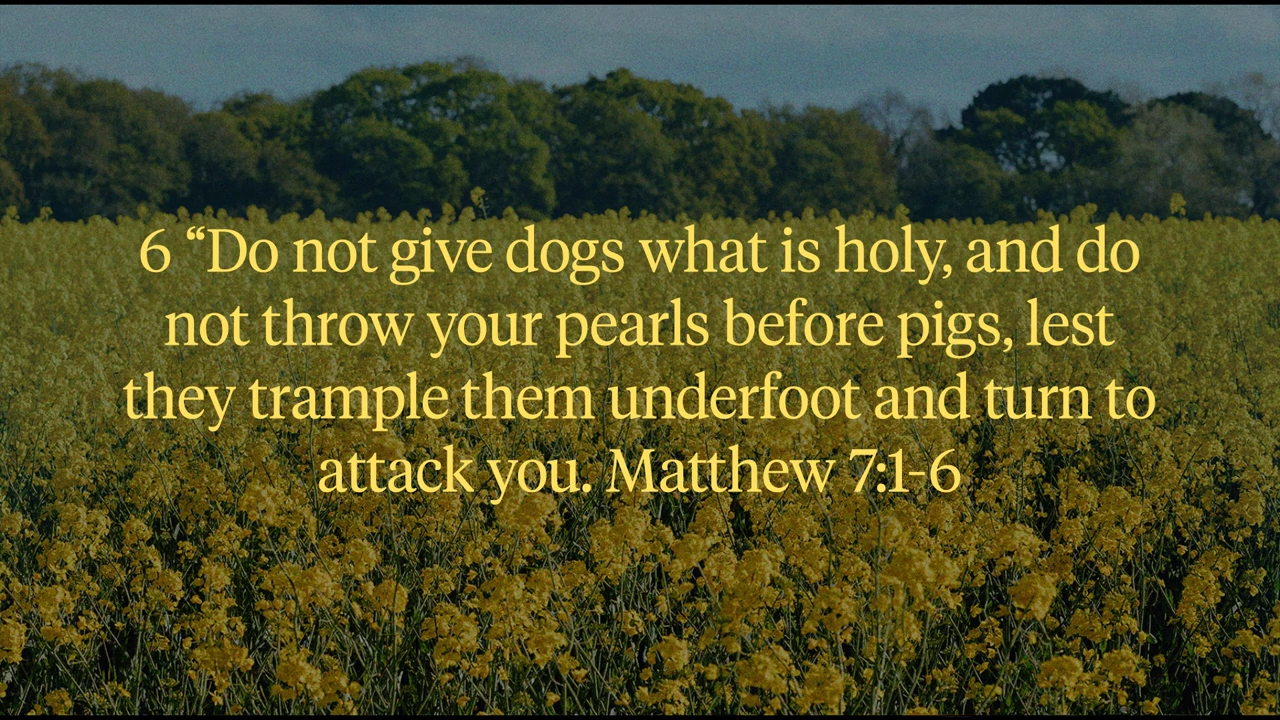 6 “Do not give dogs what is holy, and do
not throw your pearls before pigs, lest
they trample them underfoot and turn to
attack you. Matthew 7:1-6